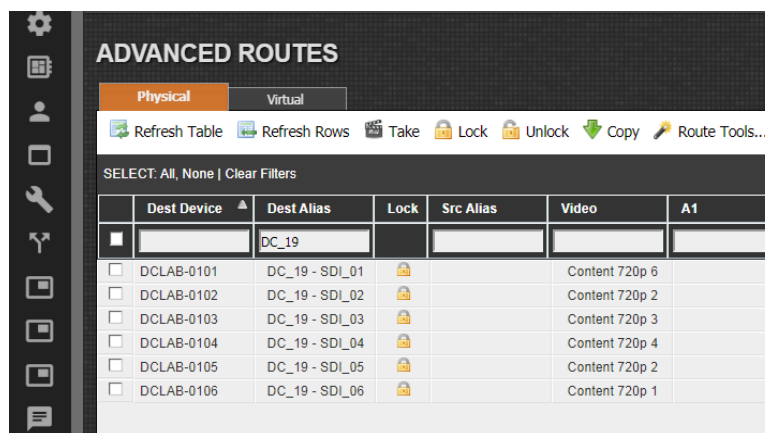 ADVANCED ROUTES
Physical Virtual
Refresh Table Refresh Rows Take Lock Unlock Copy Route Tools...
SELECT: All, None | Clear Filters
Dest Device Dest Alias Lock Src Alias Video A1
DC_19
DCLAB-0101 DC_19 - SDI_01 Content 720p 6
DCLAB-0102 DC_19 - SDI_02 Content 720p 2
DCLAB-0103 DC_19 - SDI_03 Content 720p 3
DCLAB-0104 DC_19 - SDI_04 Content 720p 4
DCLAB-0105 DC_19 - SDI_05 Content 720p 2
DCLAB-0106 DC_19 - SDI_06 Content 720p 1